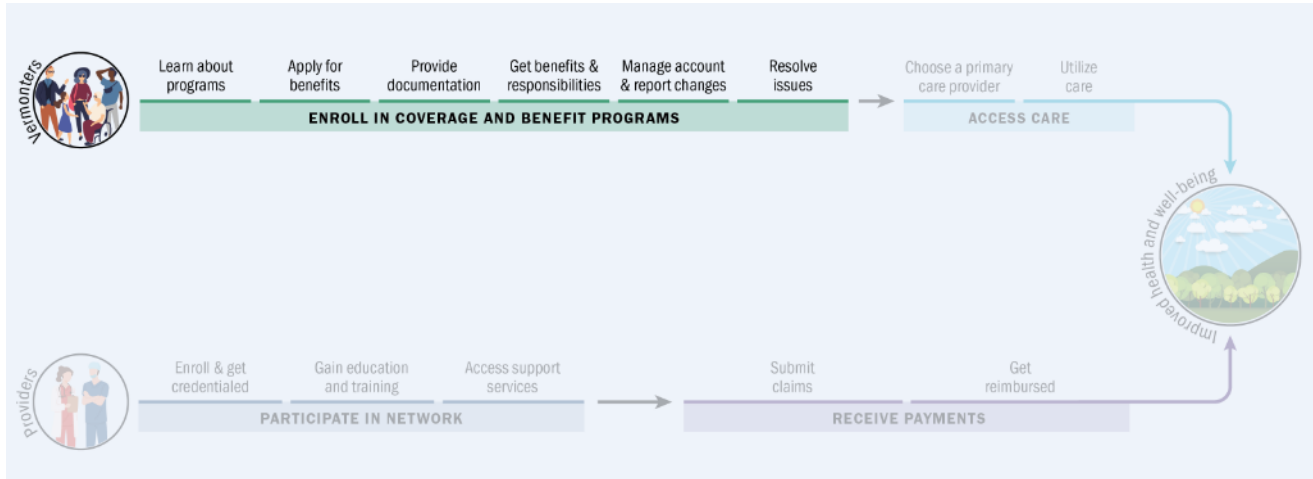 Vermonters
Learn about
programs
Apply for
benefits
Provide
documentation
Get benefits &
responsibilities
Manage account
& report changes
Resolve
issues
ENROLL IN COVERAGE AND BENEFIT PROGRAMS
Choose a primary
care provider
Utilize
care
ACCESS CARE
Improved health and well-being
Providers
Enroll & get
credentialed
Gain education
and training
Access support
services
PARTICIPATE IN NETWORK
Submit
claims
Get
reimbursed
RECEIVE PAYMENTS